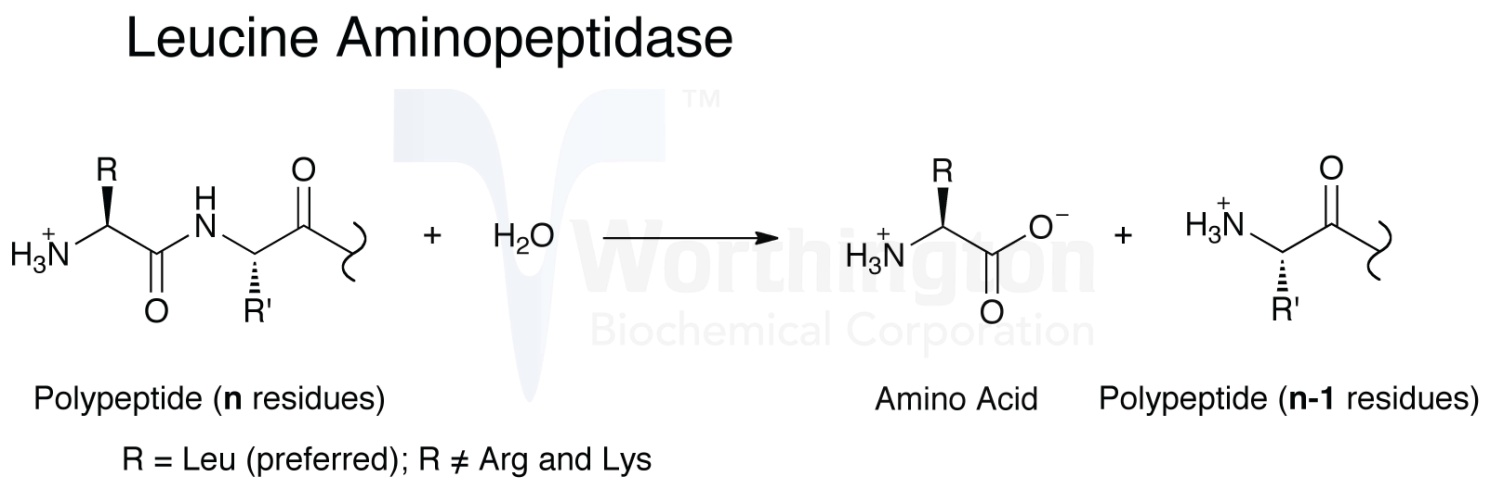 Leucine Aminopeptidase
TM
R
H
N
O
H₃N⁺
O
R'
+
H₂O
R
H₃N⁺
O⁻
O
+
O
H₃N⁺
R'
Worthington
Biochemical Corporation
Polypeptide (n residues)
Amino Acid
Polypeptide (n-1 residues)
R = Leu (preferred); R ≠ Arg and Lys